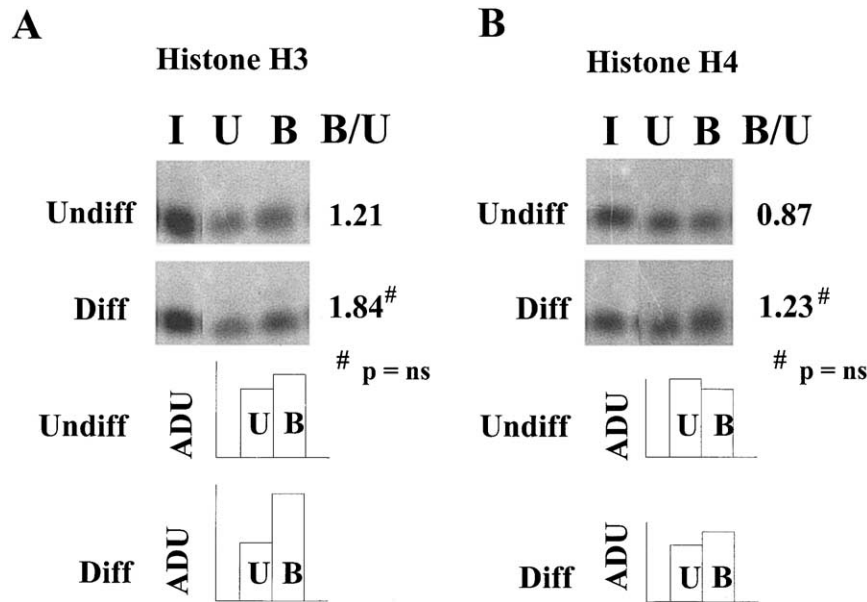 A
Histone H3
I U B B/U
Undiff 1.21
Diff 1.84#
# p = ns
Undiff ADU U B
Diff ADU U B
B
Histone H4
I U B B/U
Undiff 0.87
Diff 1.23#
# p = ns
Undiff ADU U B
Diff ADU U B